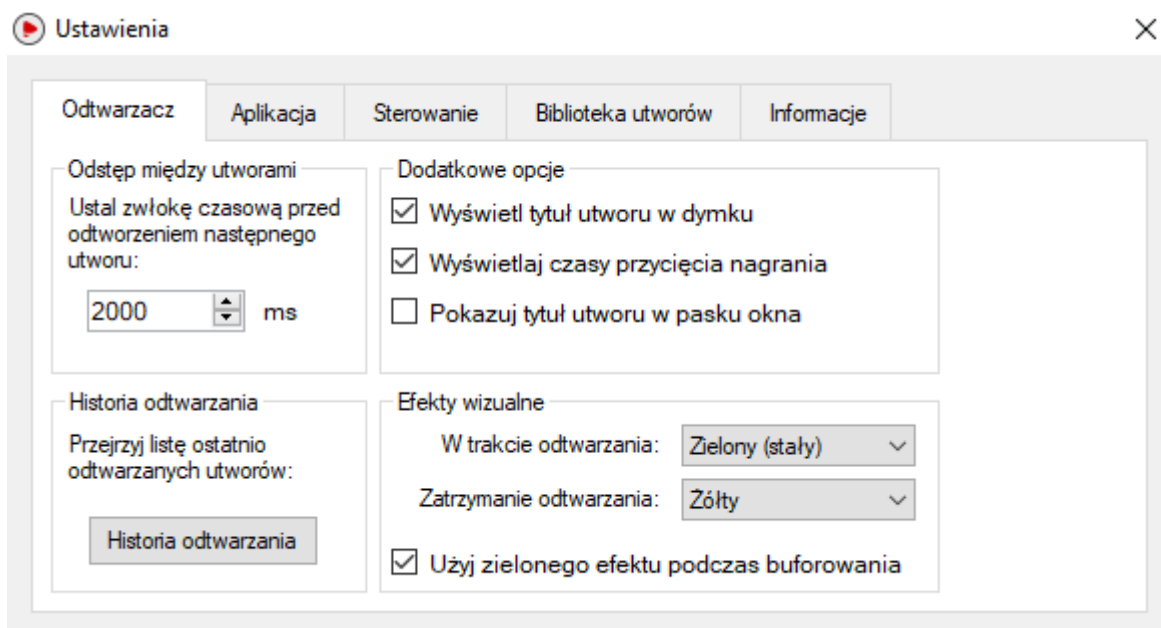 Ustawienia
Odtwarzacz
Aplikacja
Sterowanie
Biblioteka utworów
Informacje
Odstęp między utworami
Ustal zwłokę czasową przed
odtworzeniem następnego
utworu:
2000 ms
Dodatkowe opcje
Wyświetl tytuł utworu w dymku
Wyświetlaj czasy przycięcia nagrania
Pokazuj tytuł utworu w pasku okna
Historia odtwarzania
Przejrzyj listę ostatnio
odtwarzanych utworów:
Historia odtwarzania
Efekty wizualne
W trakcie odtwarzania: Zielony (stały)
Zatrzymanie odtwarzania: Żółty
Użyj zielonego efektu podczas buforowania